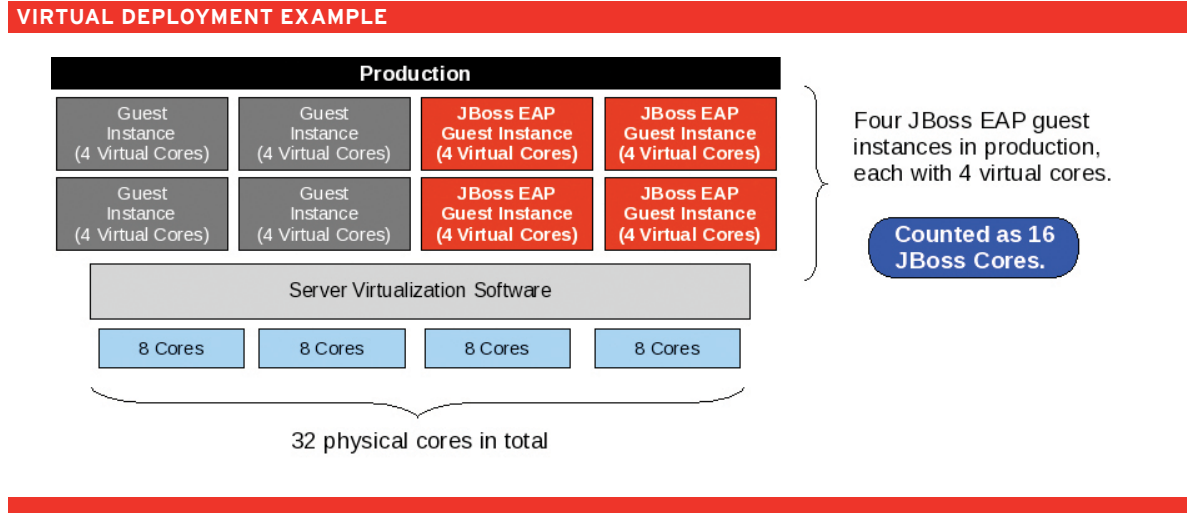 VIRTUAL DEPLOYMENT EXAMPLE
Production
Guest
Instance
(4 Virtual Cores)
Guest
Instance
(4 Virtual Cores)
JBoss EAP
Guest Instance
(4 Virtual Cores)
JBoss EAP
Guest Instance
(4 Virtual Cores)
Guest
Instance
(4 Virtual Cores)
Guest
Instance
(4 Virtual Cores)
JBoss EAP
Guest Instance
(4 Virtual Cores)
JBoss EAP
Guest Instance
(4 Virtual Cores)
Four JBoss EAP guest
instances in production,
each with 4 virtual cores.
Counted as 16
JBoss Cores.
Server Virtualization Software
8 Cores
8 Cores
8 Cores
8 Cores
32 physical cores in total